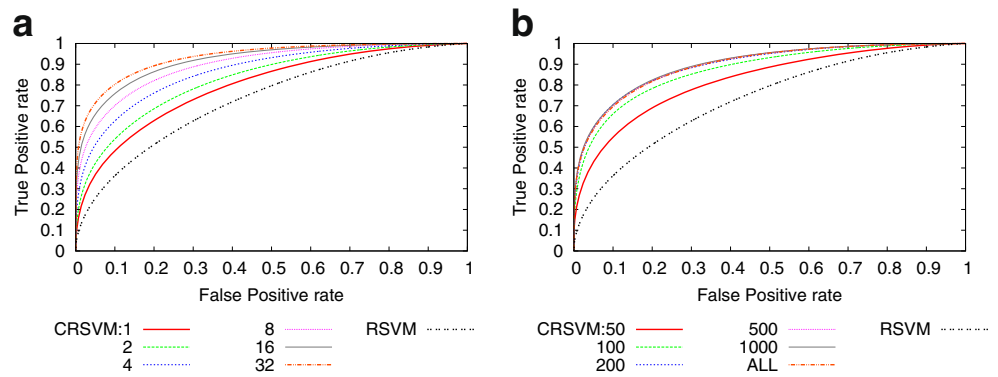 a
1
0.9
0.8
0.7
0.6
0.5
0.4
0.3
0.2
0.1
0
True Positive rate
0 0.1 0.2 0.3 0.4 0.5 0.6 0.7 0.8 0.9 1
False Positive rate
CRSVM:1 8 RSVM
2 16
4 32
b
1
0.9
0.8
0.7
0.6
0.5
0.4
0.3
0.2
0.1
0
True Positive rate
0 0.1 0.2 0.3 0.4 0.5 0.6 0.7 0.8 0.9 1
False Positive rate
CRSVM:50 500 RSVM
100 1000
200 ALL